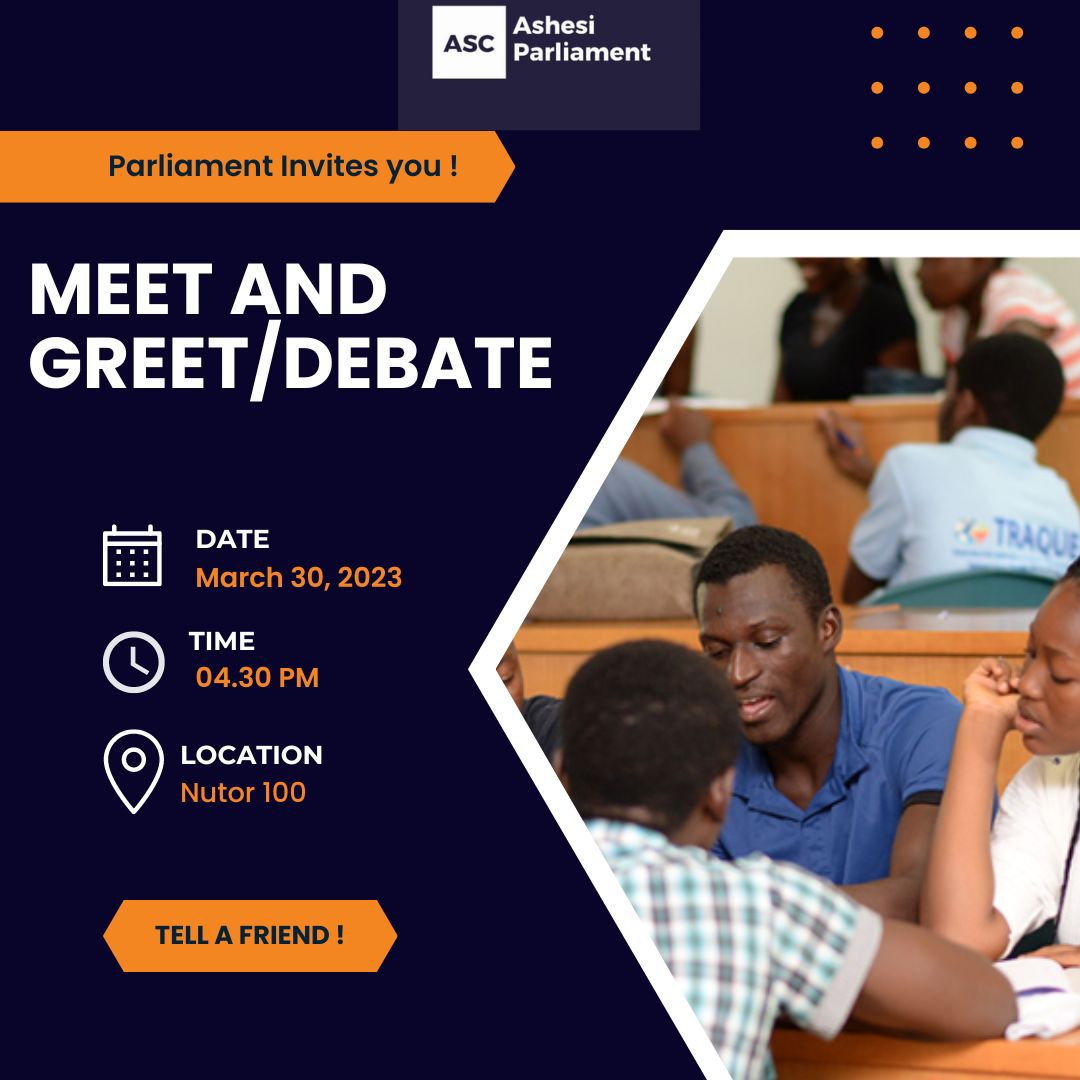 ASC
Ashesi
Parliament
Parliament Invites you !
MEET AND
GREET/DEBATE
DATE
March 30, 2023
TIME
04.30 PM
LOCATION
Nutor 100
TELL A FRIEND !
TRAQUE